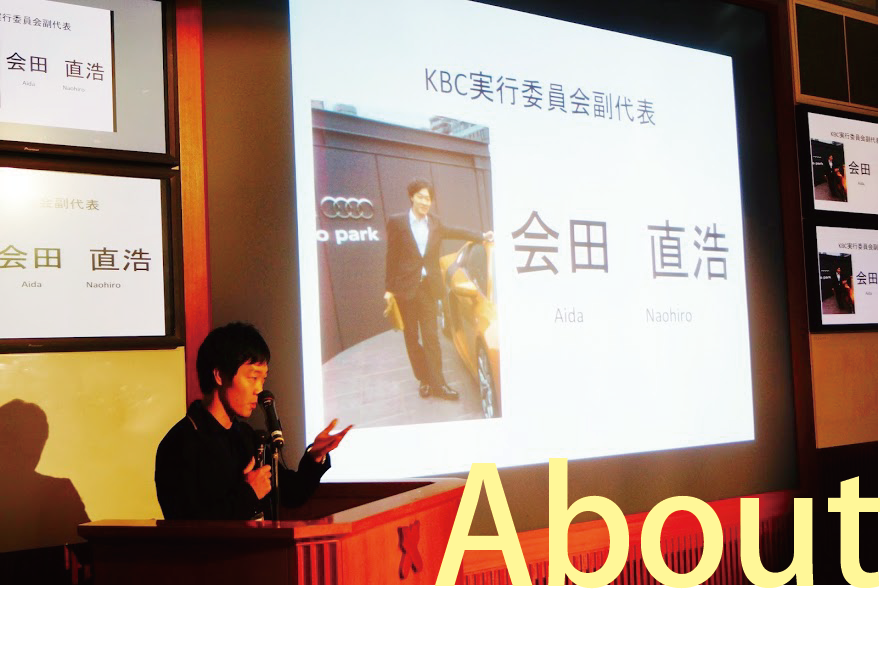 KBC実行委員会副代表
会田 直浩
Aida Naohiro
o park
実行委員会副代表
会田 直浩
Aida Naohiro
会副代表
会田 直浩
Aida Naohiro
KBC実行委員会副代表
会田
Aida
KBC実行委員会副
会田
About